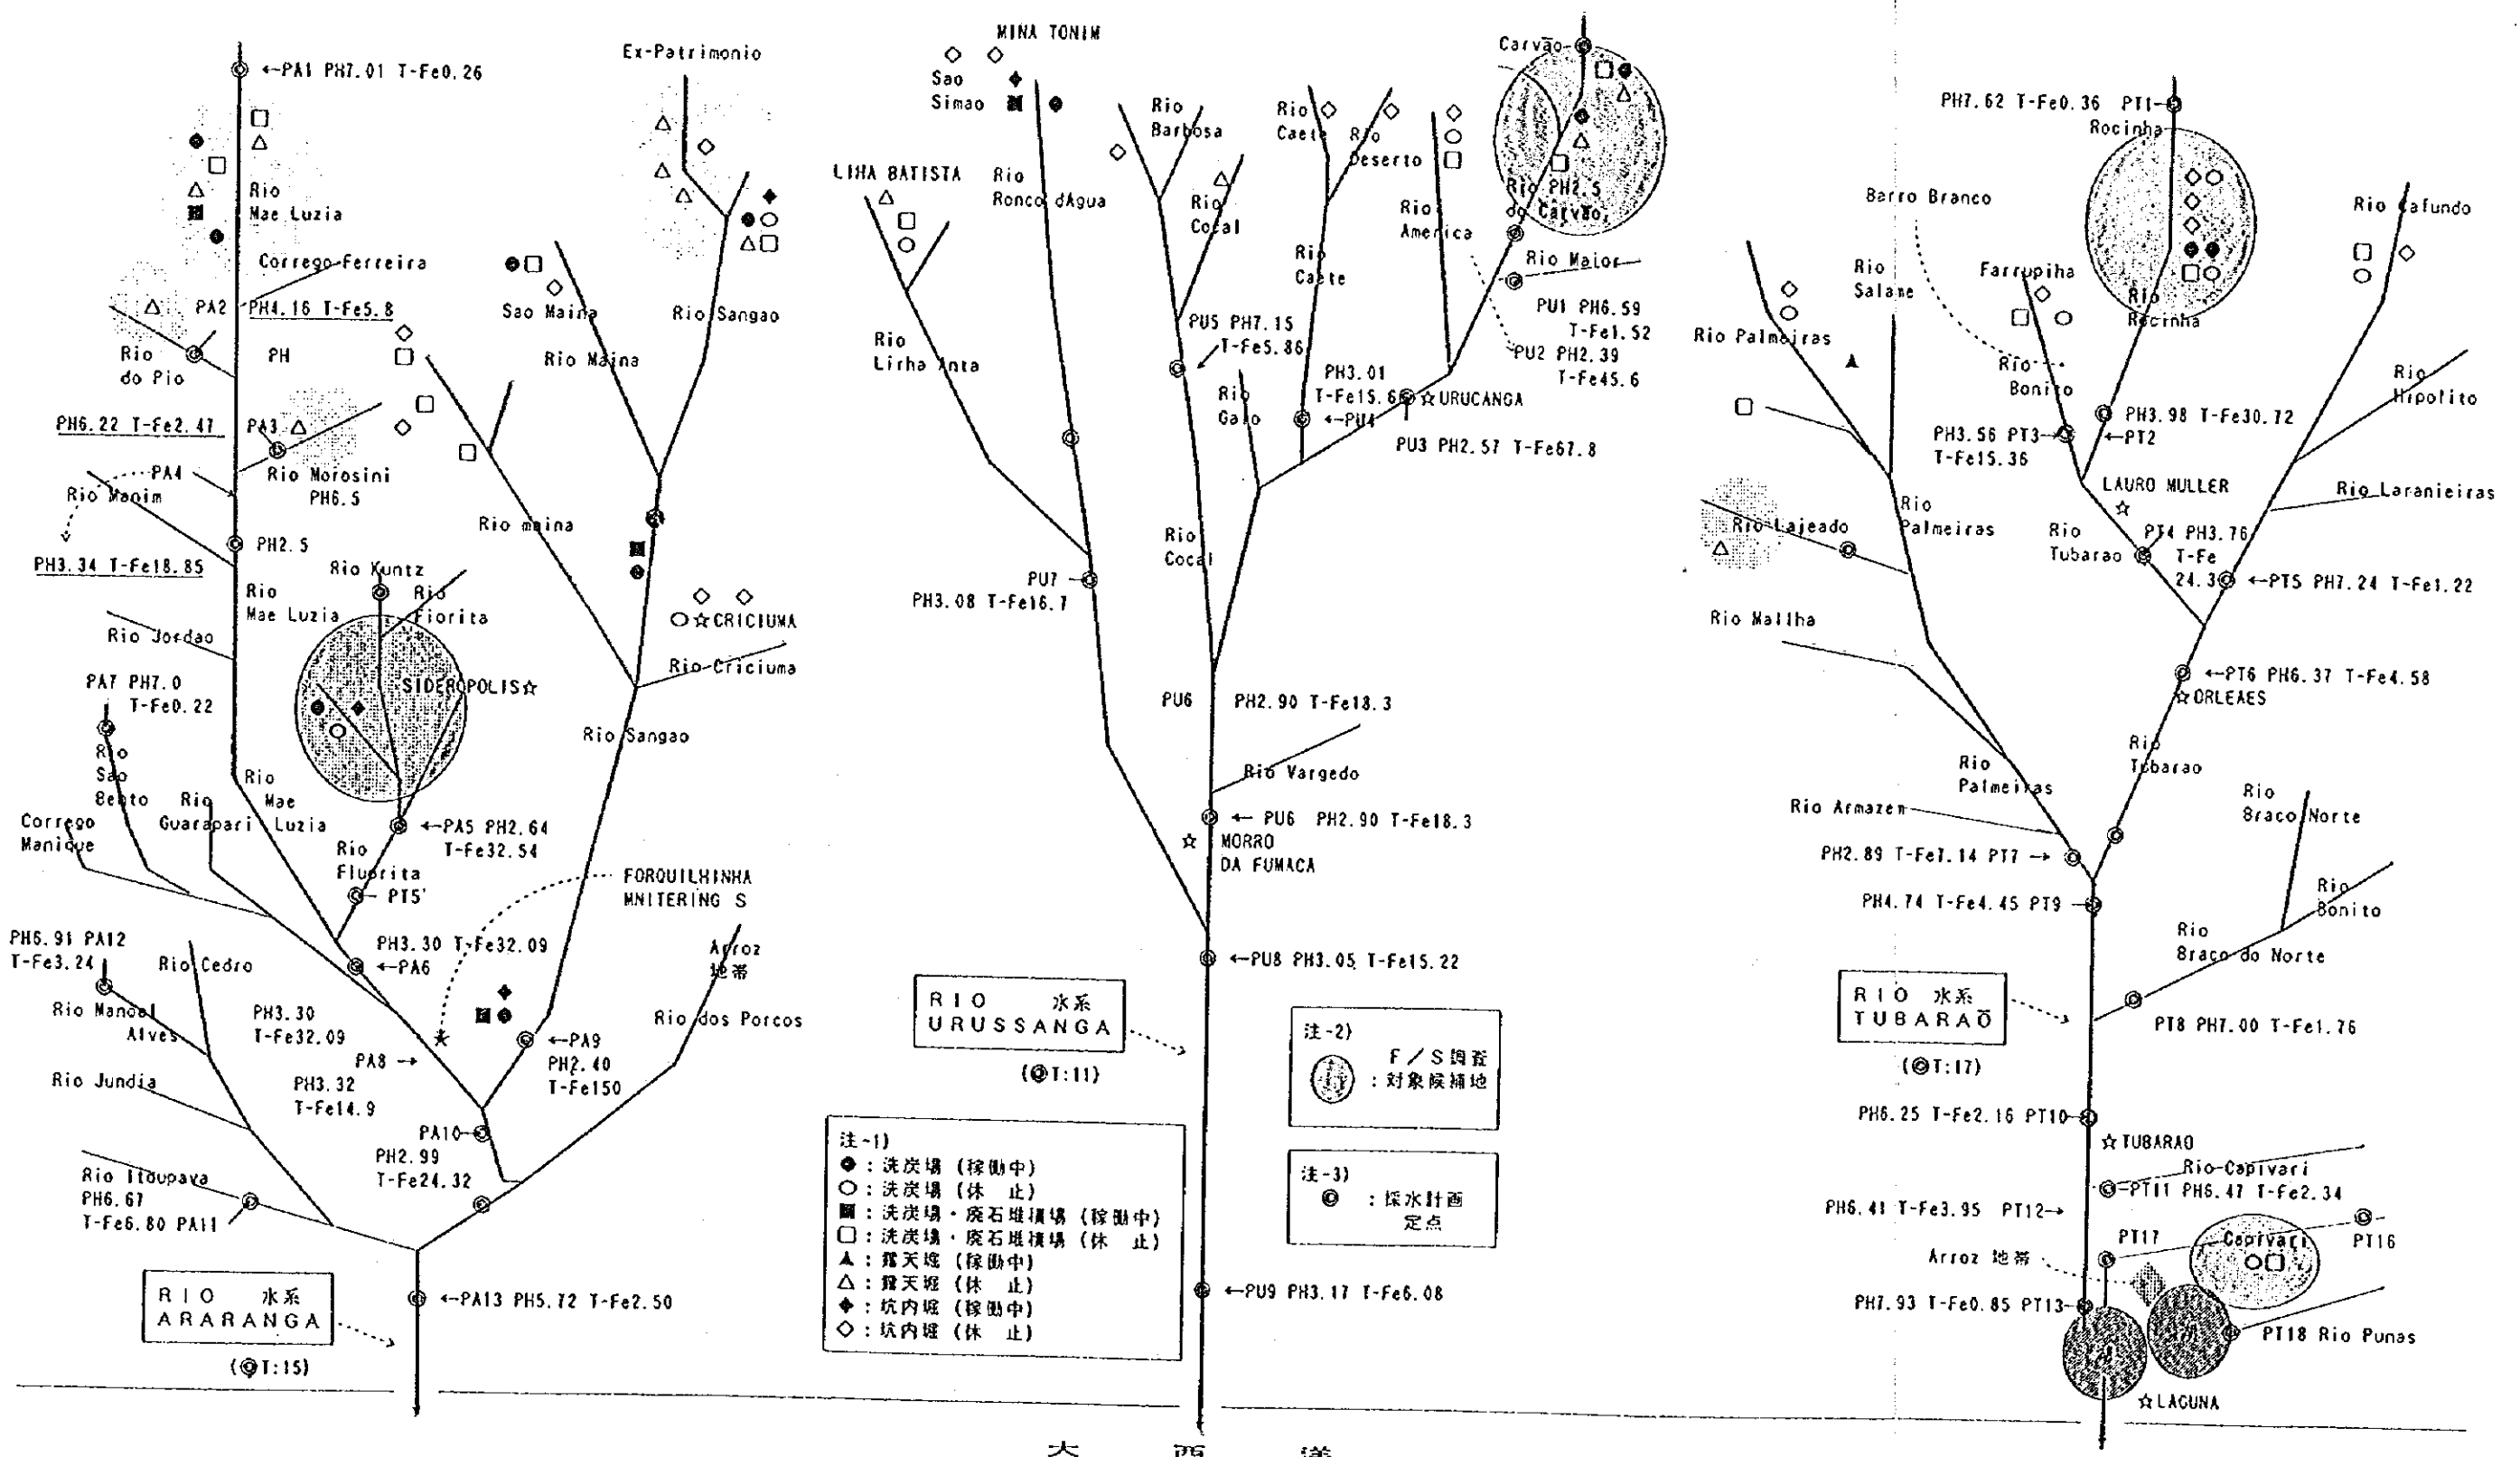 ←PA1 PH7.01 T-Fe0.26
Rio
Mae Luzia
Corrego-Ferreira
PA2
PH4.16 T-Fe5.8
Rio
do Pio
PH
PH6.22 T-Fe2.47
PA3
PA4
Rio Morosini
PH6.5
Rio Manim
PH3.34 T-Fe18.85
PH2.5
Rio
Mae Luzia
Rio Jordao
Rio Kuntz
Rio
Fiorita
SIDEROPOLIS☆
PA7 PH7.0
T-Fe0.22
Rio
Sao
Bento
Rio
Guarapari
Rio
Mae
Luzia
Corrego
Manique
←PA5 PH2.64
T-Fe32.54
Rio
Fluorita
PT5'
FORQUILHINHA
MNITERING S
PH3.30 T-Fe32.09
←PA6
PH6.91 PA12
T-Fe3.24
Rio Cedro
Rio Manoel
Alves
PH3.30
T-Fe32.09
PA8 →
PH3.32
T-Fe14.9
Rio Jundia
←PA9
PH2.40
T-Fe150
Arroz
地帯
Rio dos Porcos
PA10
PH2.99
T-Fe24.32
Rio Itoupava
PH6.67
T-Fe6.80 PA11
←PA13 PH5.72 T-Fe2.50
RIO 水系
ARARANGA
(◎T:15)
Ex-Patrimonio
Sao Maina
Rio Maina
Rio Sangao
Rio maina
○☆CRICIUMA
Rio-Criciuma
Rio Sangao
MINA TONIM
Sao
Simao
LIHA BATISTA
Rio
Ronco dAgua
Rio
Lirha Anta
Rio
Barbosa
Rio
Cocal
Rio
Caete
Rio
Deserto
Rio
Caete
Rio
America
Carvão
Rio PH2.5
do Carvao
Rio Maior
PU1 PH6.59
T-Fe1.52
PU2 PH2.39
T-Fe45.6
PU5 PH7.15
T-Fe5.86
PH3.01
T-Fe15.6
←PU4
☆URUCANGA
PU3 PH2.57 T-Fe67.8
Rio
Galo
Rio
Cocal
PU7
PH3.08 T-Fe16.7
PU6 PH2.90 T-Fe18.3
Rio Vargedo
← PU6 PH2.90 T-Fe18.3
☆ MORRO
DA FUMACA
←PU8 PH3.05 T-Fe15.22
RIO 水系
URUSSANGA
(◎T:11)
注-1)
●: 洗炭場 (稼働中)
○: 洗炭場 (休 止)
■: 洗炭場・廃石堆積場 (稼働中)
□: 洗炭場・廃石堆積場 (休 止)
▲: 露天堀 (稼働中)
△: 露天堀 (休 止)
◆: 坑内堀 (稼働中)
◇: 坑内堀 (休 止)
注-2)
F/S調査
: 対象候補地
注-3)
◎ : 採水計画
定点
←PU9 PH3.17 T-Fe6.08
大 西 洋
PH7.62 T-Fe0.36 PT1
Rocinha
Barro Branco
Farrupiha
Rio
Rocinha
Rio Cafundo
Rio
Salame
Rio Palmeiras
Rio
Bonito
Rio
Hipolito
PH3.98 T-Fe30.72
←PT2
PH3.56 PT3
T-Fe15.36
LAURO MULLER
☆
Rio Laranieiras
Rio Lajeado
Rio
Palmeiras
Rio
Tubarao
PT4 PH3.76
T-Fe
24.3
←PT5 PH7.24 T-Fe1.22
Rio Mallha
←PT6 PH6.37 T-Fe4.58
☆ORLEAES
Rio
Palmeiras
Rio
Tubarao
Rio Armazem
Rio
Braco Norte
PH2.89 T-Fe7.14 PT7 →
PH4.74 T-Fe4.45 PT9
Rio
Bonito
Rio
Braco do Norte
RIO 水系
TUBARAÕ
(◎T:17)
PT8 PH7.00 T-Fe1.76
PH6.25 T-Fe2.16 PT10
☆TUBARAO
Rio-Capivari
PT11 PH6.47 T-Fe2.34
PH6.41 T-Fe3.95 PT12→
PT17
Capivari
PT16
Arroz 地帯
PH7.93 T-Fe0.85 PT13
PT18 Rio Punas
☆LAGUNA